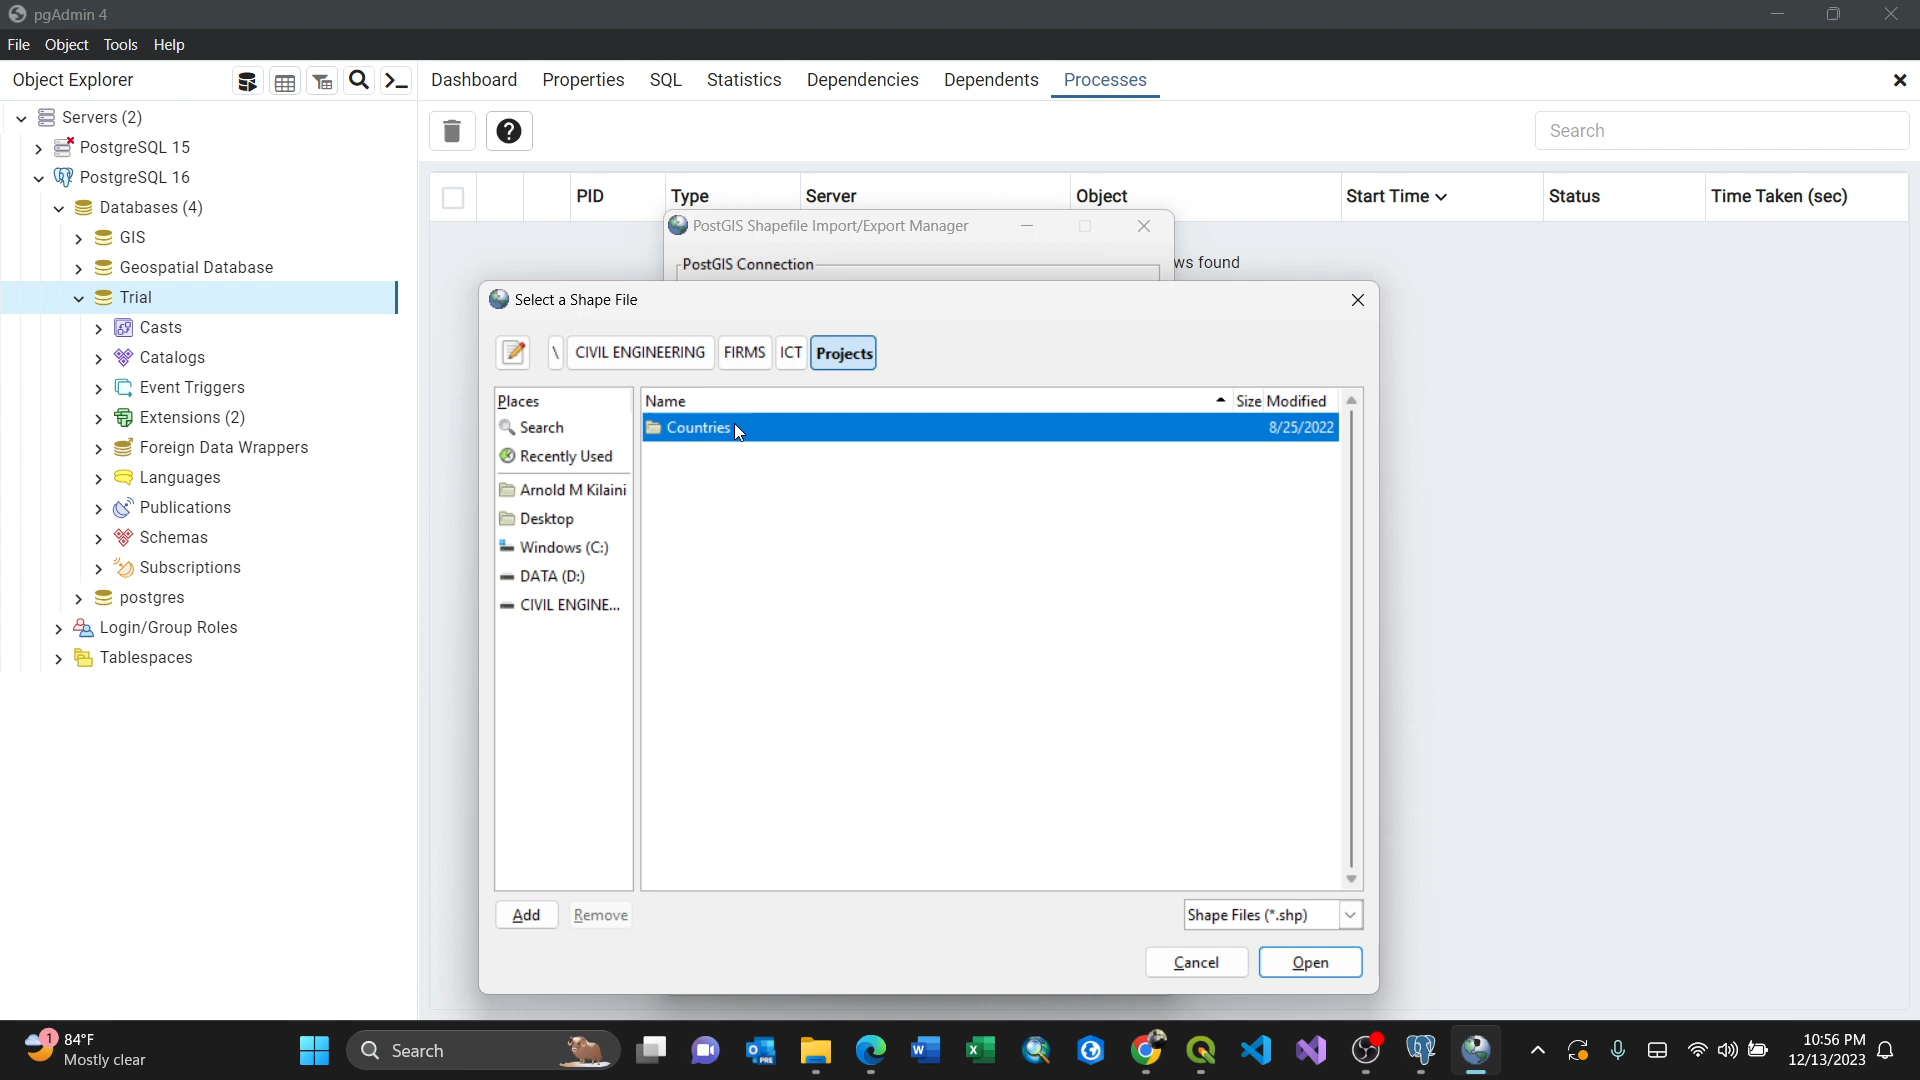 pgAdmin 4
File Object Tools Help
Object Explorer
Dashboard Properties SQL Statistics Dependencies Dependents Processes
Servers (2)
PostgreSQL 15
PostgreSQL 16
Databases (4)
GIS
Geospatial Database
Trial
Casts
Catalogs
Event Triggers
Extensions (2)
Foreign Data Wrappers
Languages
Publications
Schemas
Subscriptions
postgres
Login/Group Roles
Tablespaces
Search
PID Type Server Object Start Time Status Time Taken (sec)
ws found
PostGIS Shapefile Import/Export Manager
PostGIS Connection
Select a Shape File
\ CIVIL ENGINEERING FIRMS ICT Projects
Places
Search
Recently Used
Arnold M Kilaini
Desktop
Windows (C:)
DATA (D:)
CIVIL ENGINE...
Name Size Modified
Countries 8/25/2022
Add Remove
Shape Files (*.shp)
Cancel Open
1
84°F
Mostly clear
Search
PRE
10:56 PM
12/13/2023